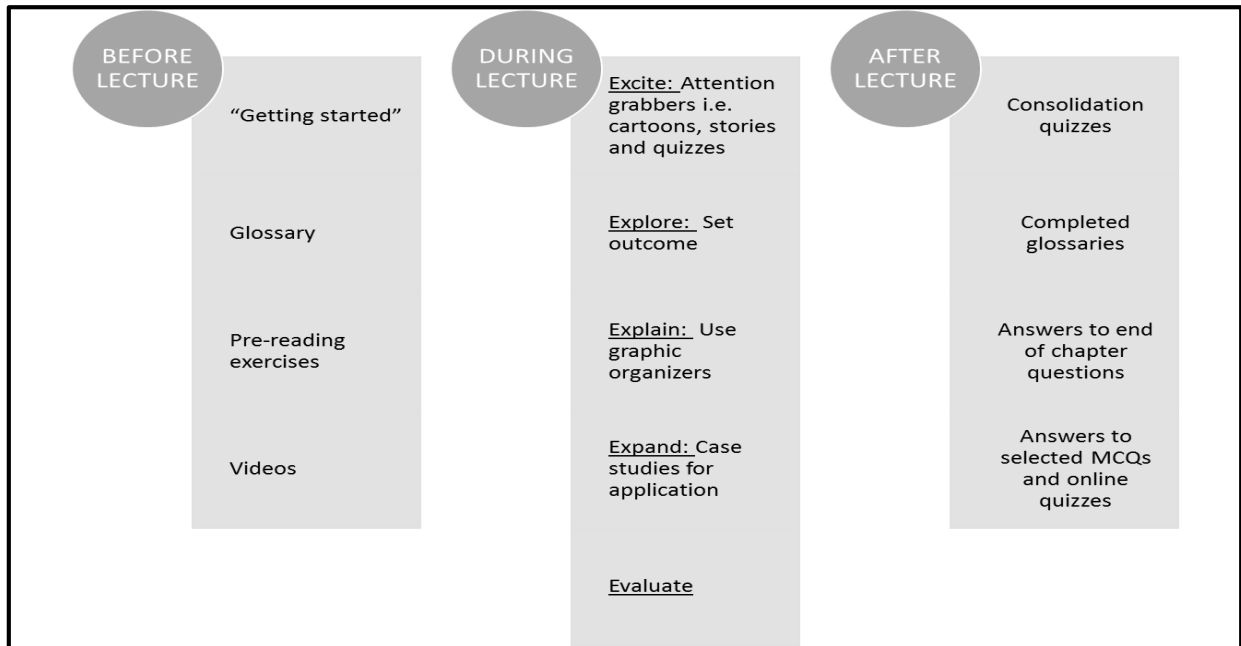 BEFORE
LECTURE
“Getting started”
Glossary
Pre-reading
exercises
Videos
DURING
LECTURE
Excite: Attention
grabbers i.e.
cartoons, stories
and quizzes
Explore: Set
outcome
Explain: Use
graphic
organizers
Expand: Case
studies for
application
Evaluate
AFTER
LECTURE
Consolidation
quizzes
Completed
glossaries
Answers to end
of chapter
questions
Answers to
selected MCQs
and online
quizzes